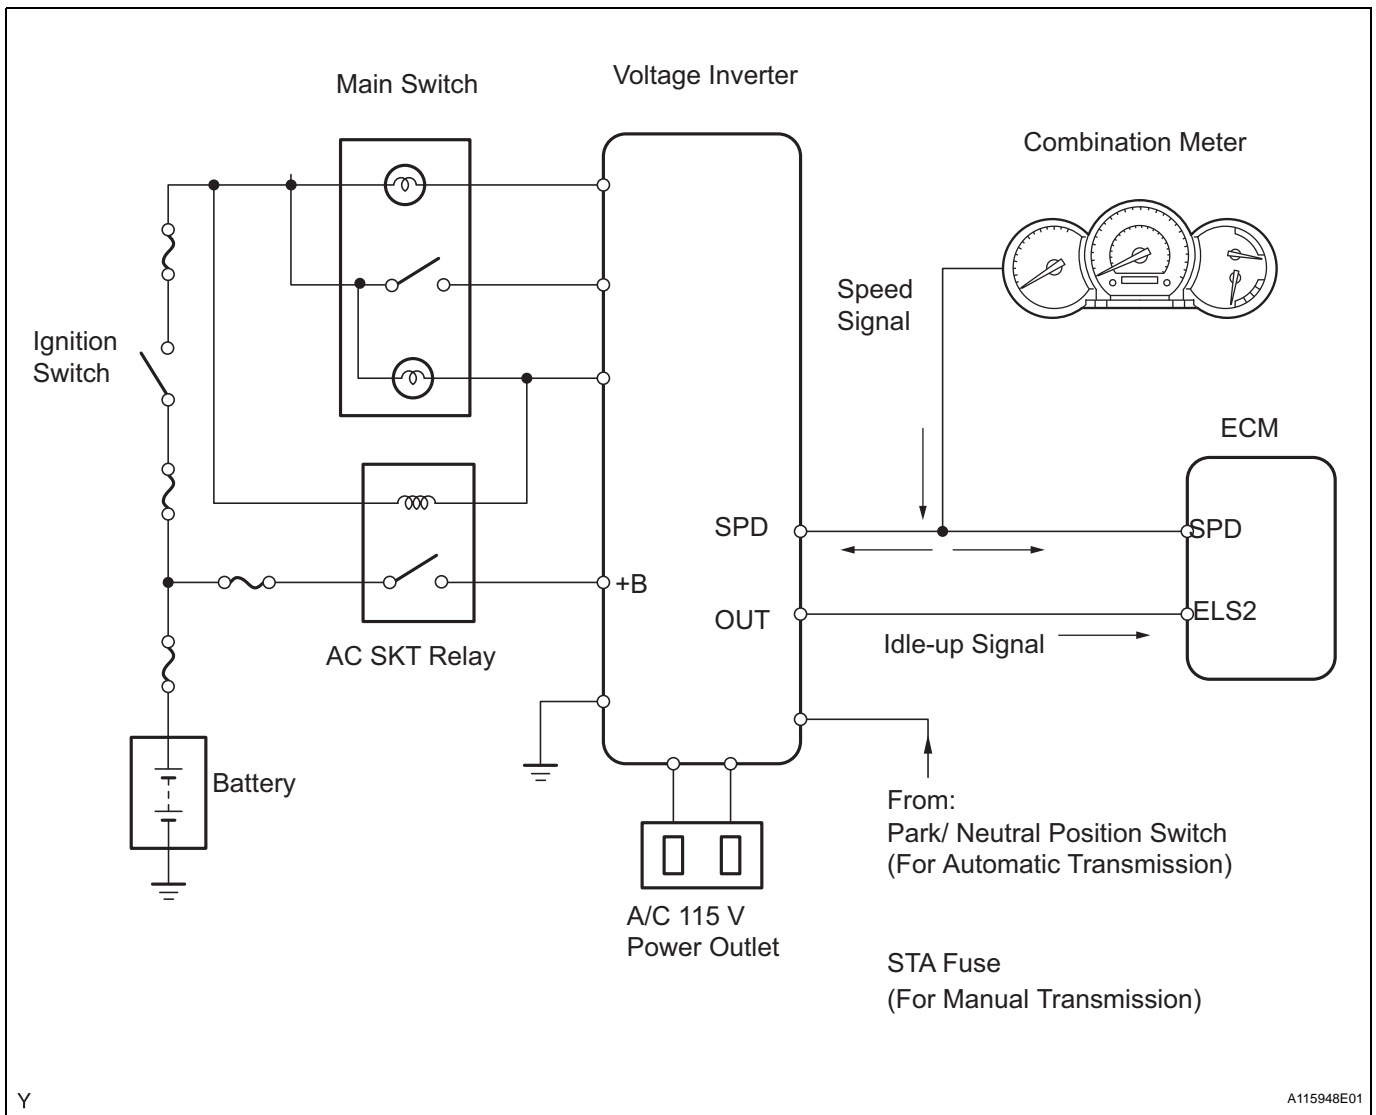 Main Switch
Voltage Inverter
Combination Meter
Speed
Signal
Ignition
Switch
ECM
SPD
SPD
+B
OUT
ELS2
Idle-up Signal
AC SKT Relay
Battery
From:
Park/ Neutral Position Switch
(For Automatic Transmission)
A/C 115 V
Power Outlet
STA Fuse
(For Manual Transmission)
Y
A115948E01